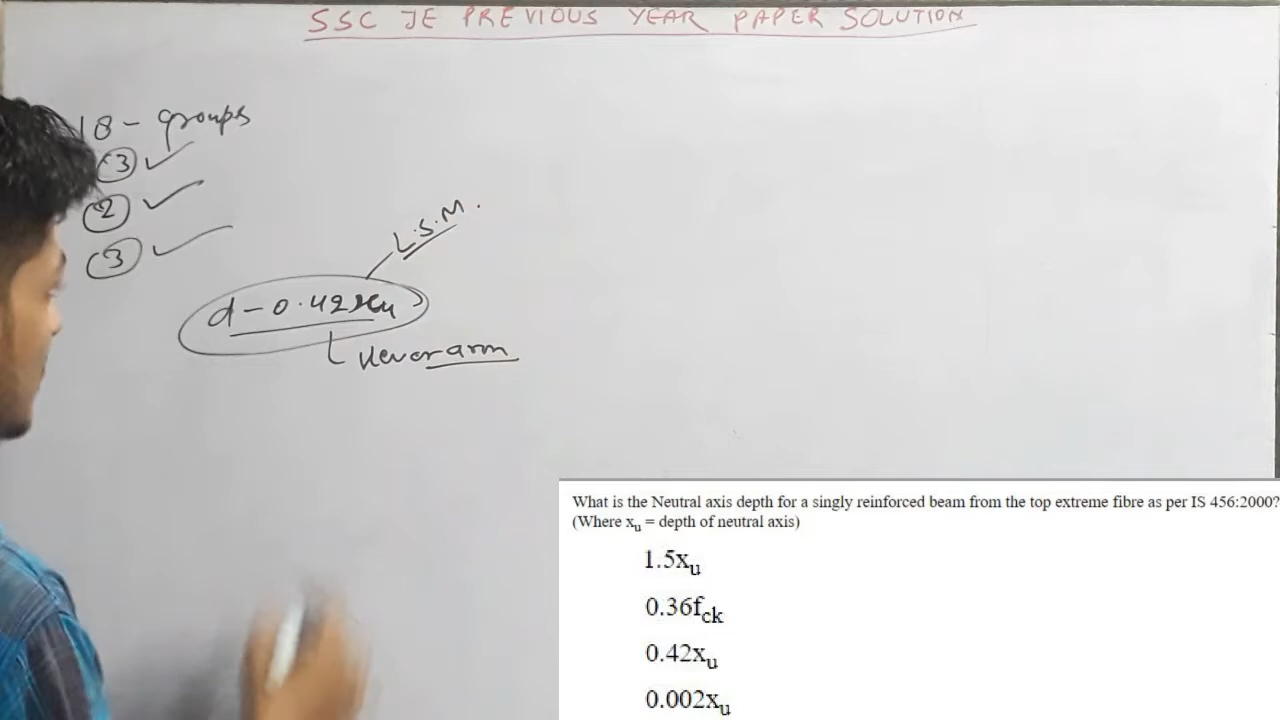 SSC JE PREVIOUS YEAR PAPER SOLUTION
18 - groups
3
2
3
L.S.M.
d - 0.42xu
lever arm
What is the Neutral axis depth for a singly reinforced beam from the top extreme fibre as per IS 456:2000?
(Where xu = depth of neutral axis)
1.5xu
0.36fck
0.42xu
0.002xu